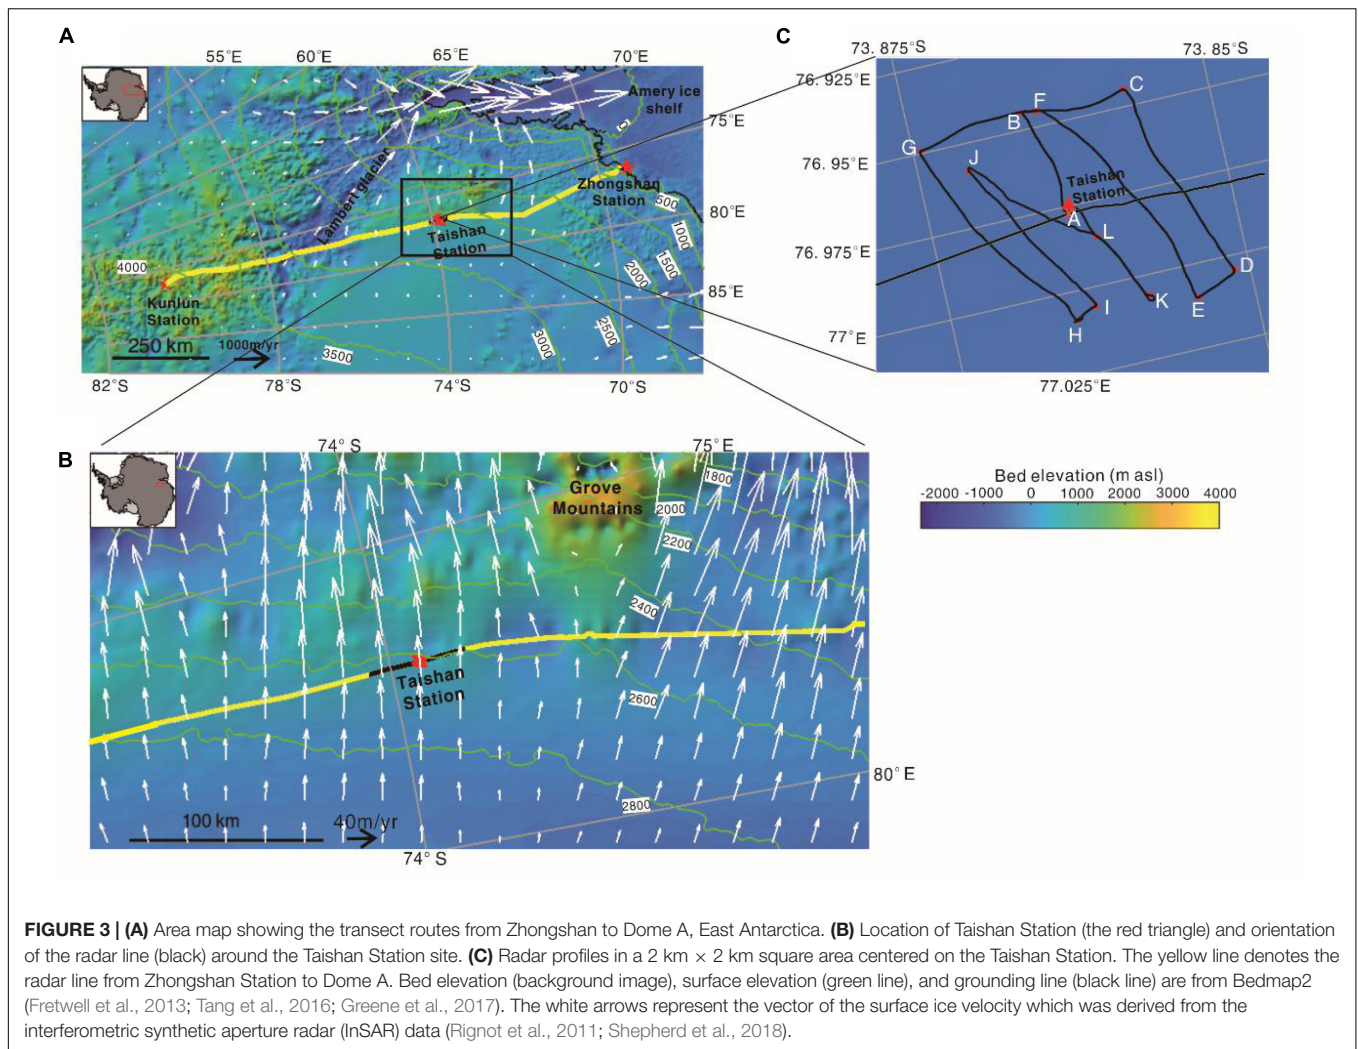 A
55°E 60°E 65°E 70°E
Amery ice
shelf
75°E
0
Lambert glacier
Zhongshan
Station
500
80°E
1000
Taishan
Station
1500
4000
2000
85°E
Kunlun
Station
2500
250 km
1000m/yr
3000
3500
82°S 78°S 74°S 70°S
C
73.875°S 73.85°S
76.925°E
C
F
B
G
76.95°E
J
Taishan
Station
A
L
76.975°E
D
K
I
E
H
77°E
77.025°E
B
74°S 75°E
Grove
Mountains
1800
2000
2200
2400
Taishan
Station
2600
80°E
2800
100 km
40m/yr
74°S
Bed elevation (m asl)
-2000 -1000 0 1000 2000 3000 4000
FIGURE 3 | (A) Area map showing the transect routes from Zhongshan to Dome A, East Antarctica. (B) Location of Taishan Station (the red triangle) and orientation
of the radar line (black) around the Taishan Station site. (C) Radar profiles in a 2 km × 2 km square area centered on the Taishan Station. The yellow line denotes the
radar line from Zhongshan Station to Dome A. Bed elevation (background image), surface elevation (green line), and grounding line (black line) are from Bedmap2
(Fretwell et al., 2013; Tang et al., 2016; Greene et al., 2017). The white arrows represent the vector of the surface ice velocity which was derived from the
interferometric synthetic aperture radar (InSAR) data (Rignot et al., 2011; Shepherd et al., 2018).